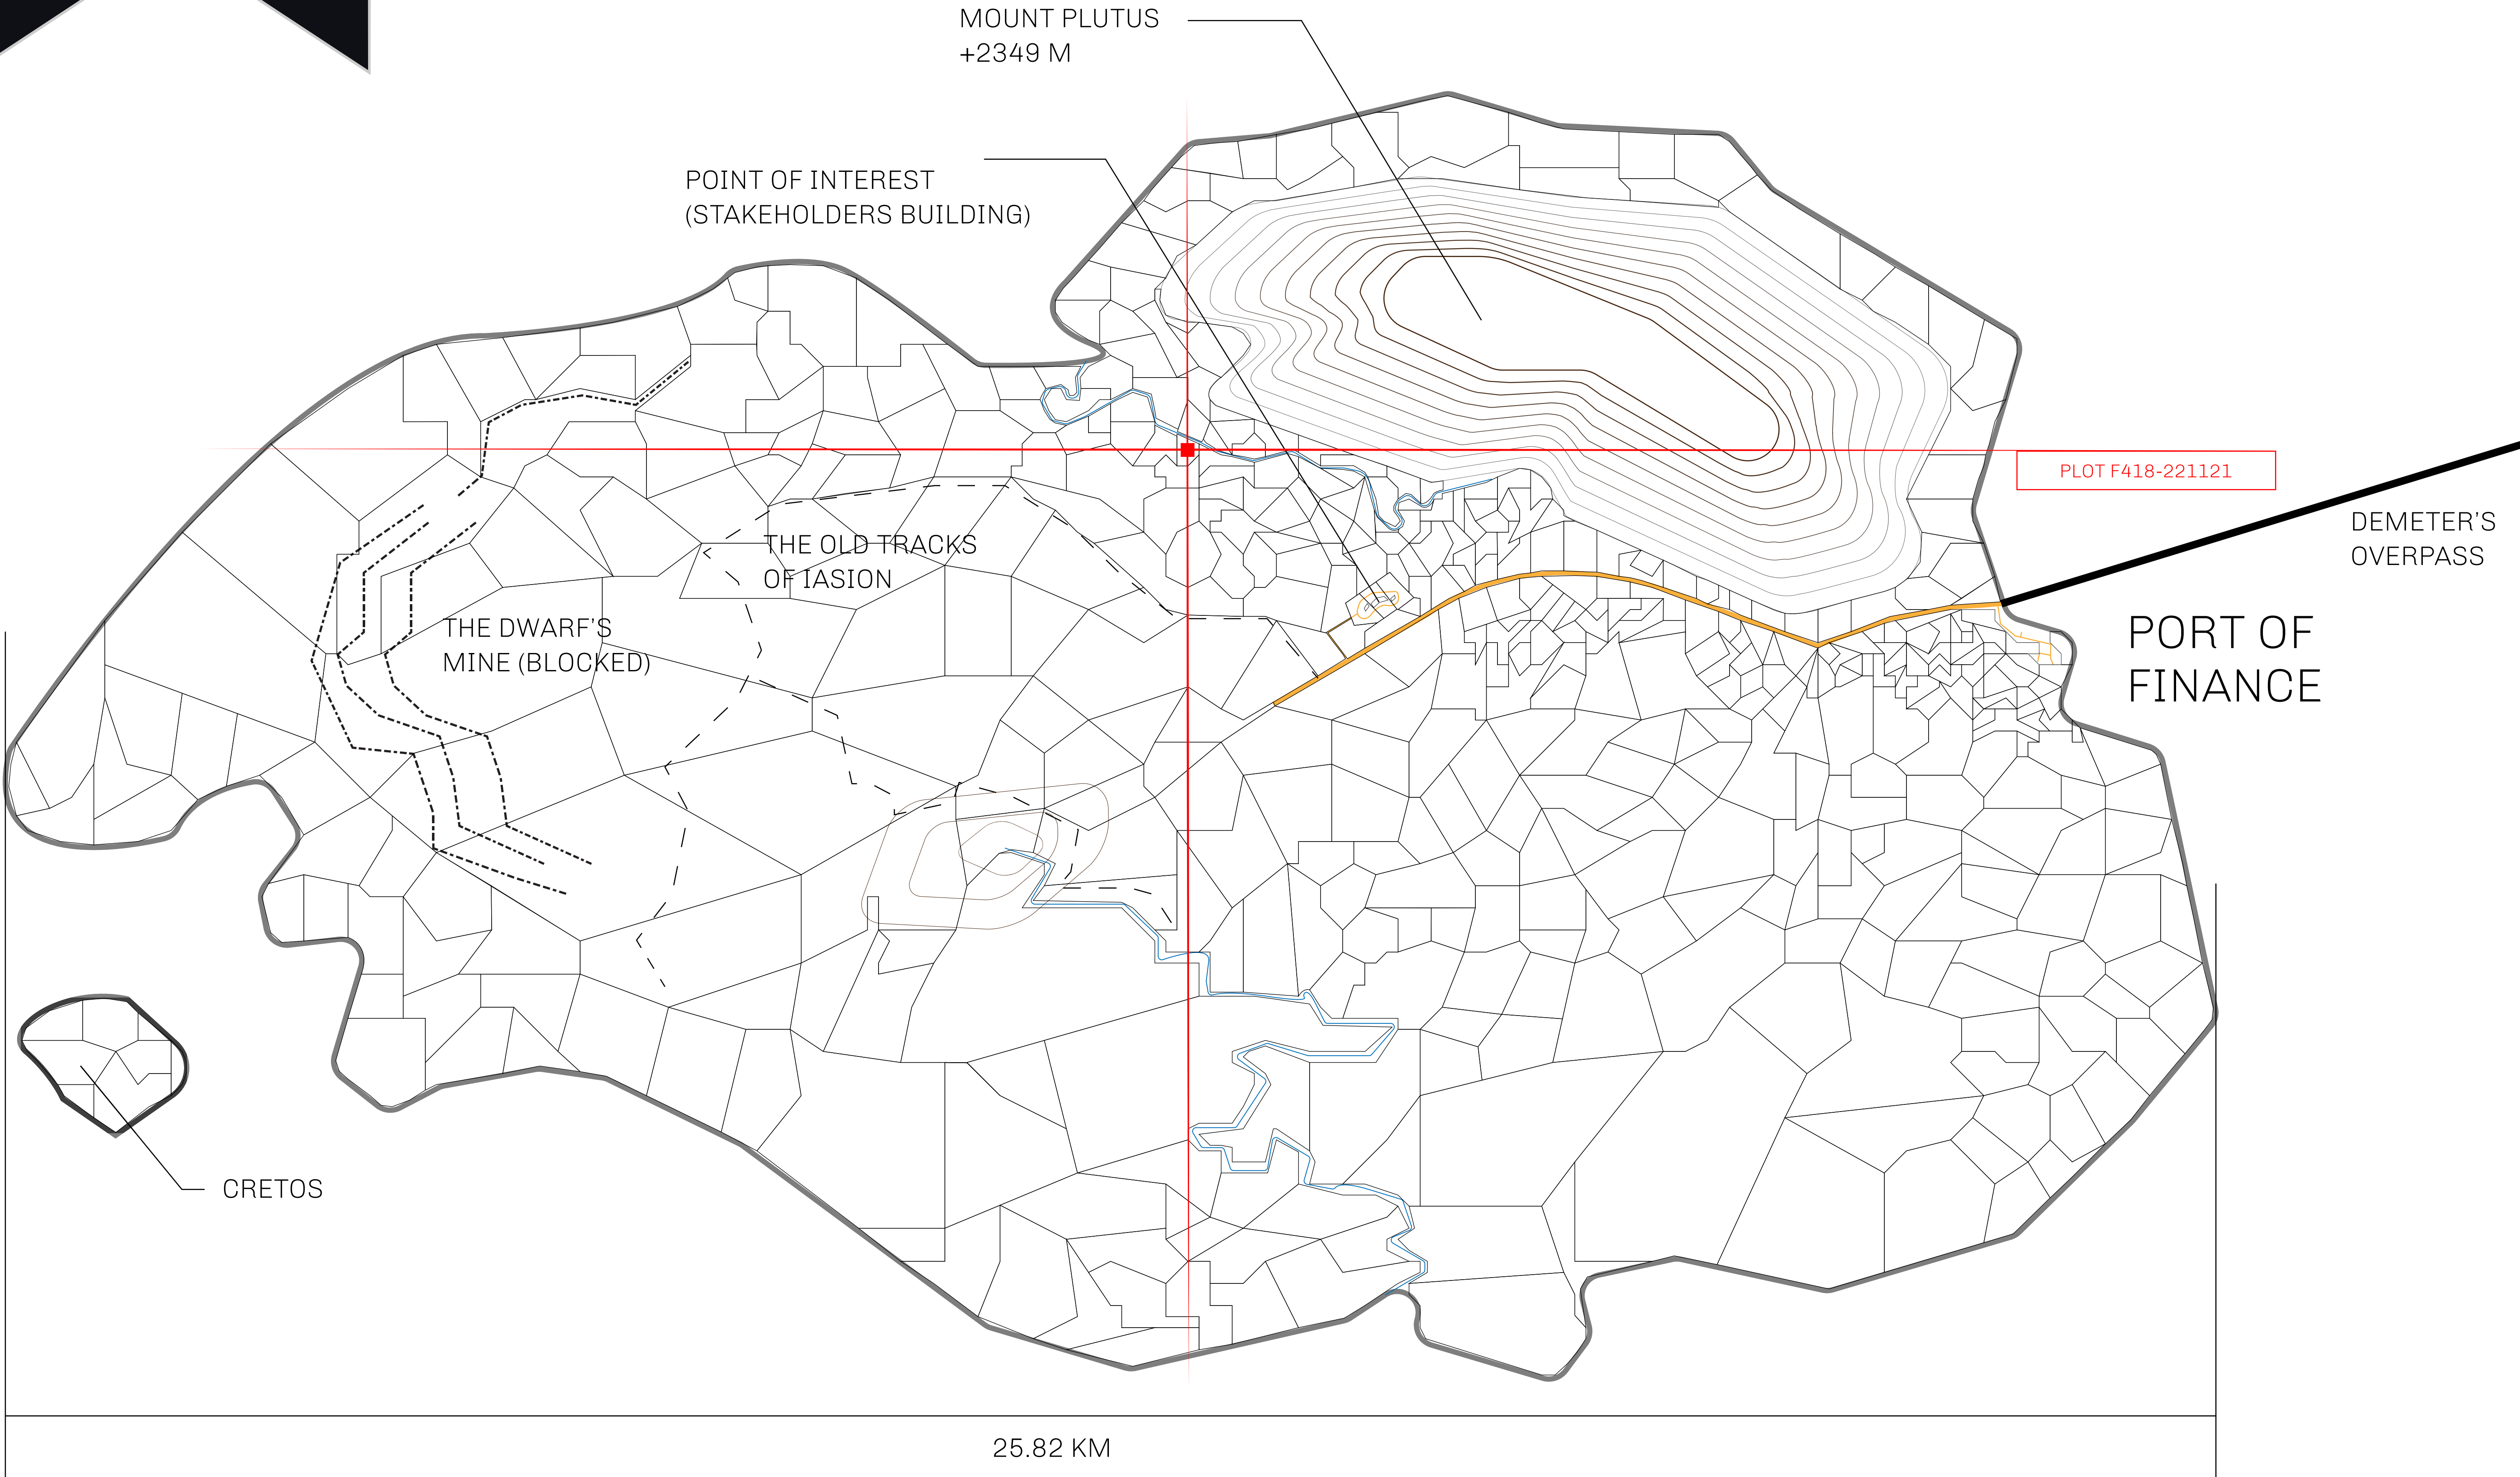 MOUNT PLUTUS
+2349 M
POINT OF INTEREST
(STAKEHOLDERS BUILDING)
PLOT F418-221121
DEMETER'S
OVERPASS
THE OLD TRACKS
OF IASION
THE DWARF'S
MINE (BLOCKED)
PORT OF
FINANCE
CRETOS
25.82 KM